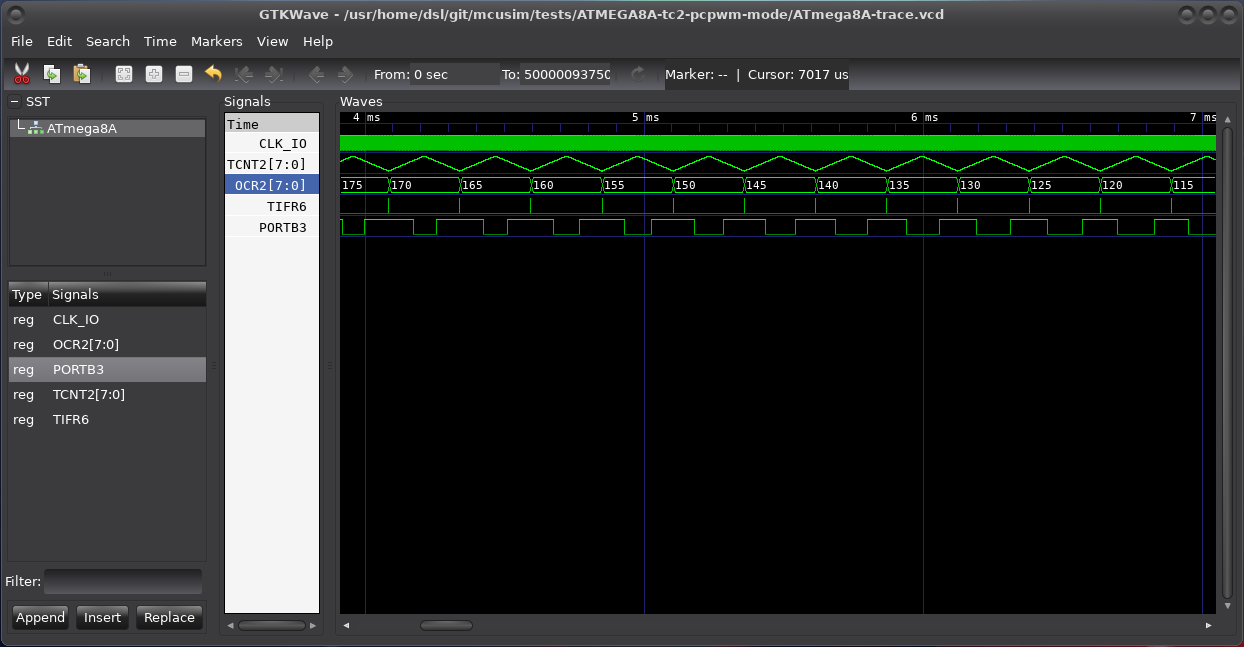 GTKWave - /usr/home/dsl/git/mcusim/tests/ATMEGA8A-tc2-pcpwm-mode/ATmega8A-trace.vcd
File Edit Search Time Markers View Help
From: 0 sec To: 50000093750 Marker: -- | Cursor: 7017 us
SST
ATmega8A
Type Signals
reg CLK_IO
reg OCR2[7:0]
reg PORTB3
reg TCNT2[7:0]
reg TIFR6
Filter:
Append Insert Replace
Signals
Time
CLK_IO
TCNT2[7:0]
OCR2[7:0]
TIFR6
PORTB3
Waves
4 ms 5 ms 6 ms 7 ms
175 170 165 160 155 150 145 140 135 130 125 120 115